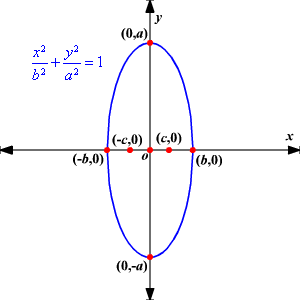 y
(0,a)
x²/b² + y²/a² = 1
x
(-c,0) (c,0)
(-b,0) o (b,0)
(0,-a)